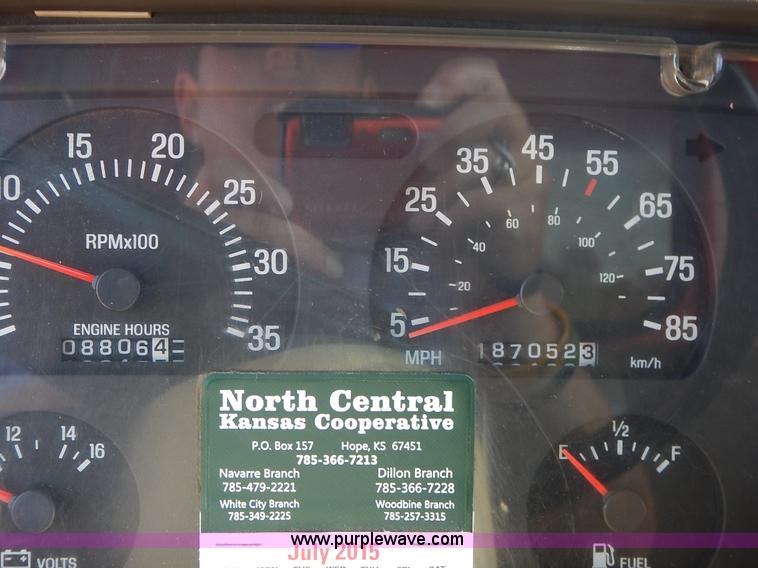 10 15 20 25 30 35
RPMx100
ENGINE HOURS
088064
5 15 25 35 45 55 65 75 85
20 40 60 80 100 120
MPH
1870523
km/h
North Central
Kansas Cooperative
P.O. Box 157 Hope, KS 67451
785-366-7213
Navarre Branch Dillon Branch
785-479-2221 785-366-7228
White City Branch Woodbine Branch
785-349-2225 785-257-3315
12 14 16
VOLTS
E 1/2 F
FUEL
www.purplewave.com
July 2015